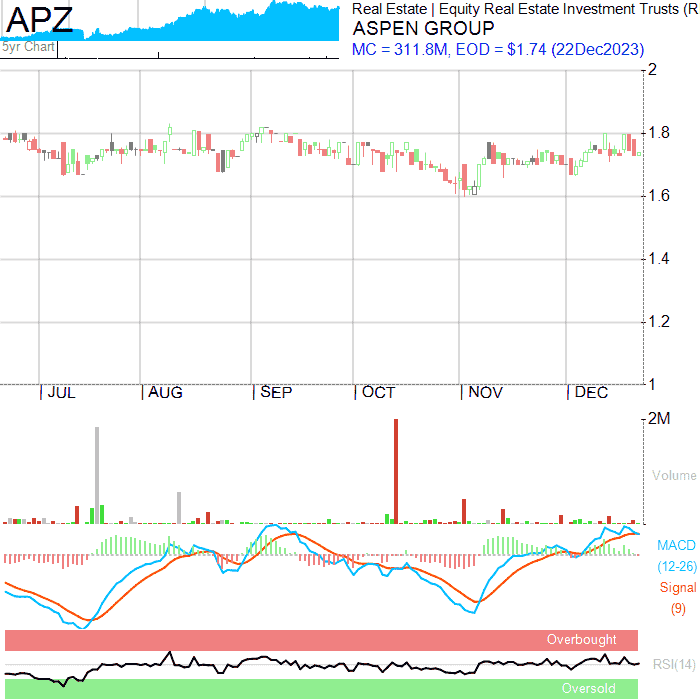 APZ
5yr Chart
Real Estate | Equity Real Estate Investment Trusts (R
ASPEN GROUP
MC = 311.8M, EOD = $1.74 (22Dec2023)
2
1.8
1.6
1.4
1.2
1
JUL AUG SEP OCT NOV DEC
2M
Volume
MACD
(12-26)
Signal
(9)
Overbought
RSI(14)
Oversold